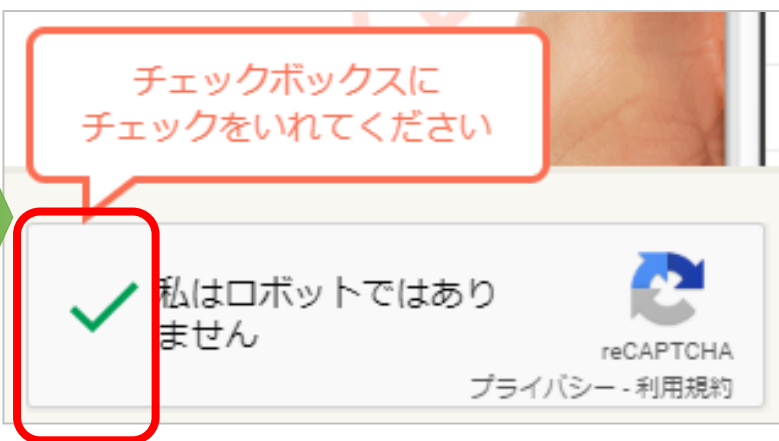 チェックボックスに
チェックをいれてください
私はロボットではあり
ません
reCAPTCHA
プライバシー - 利用規約